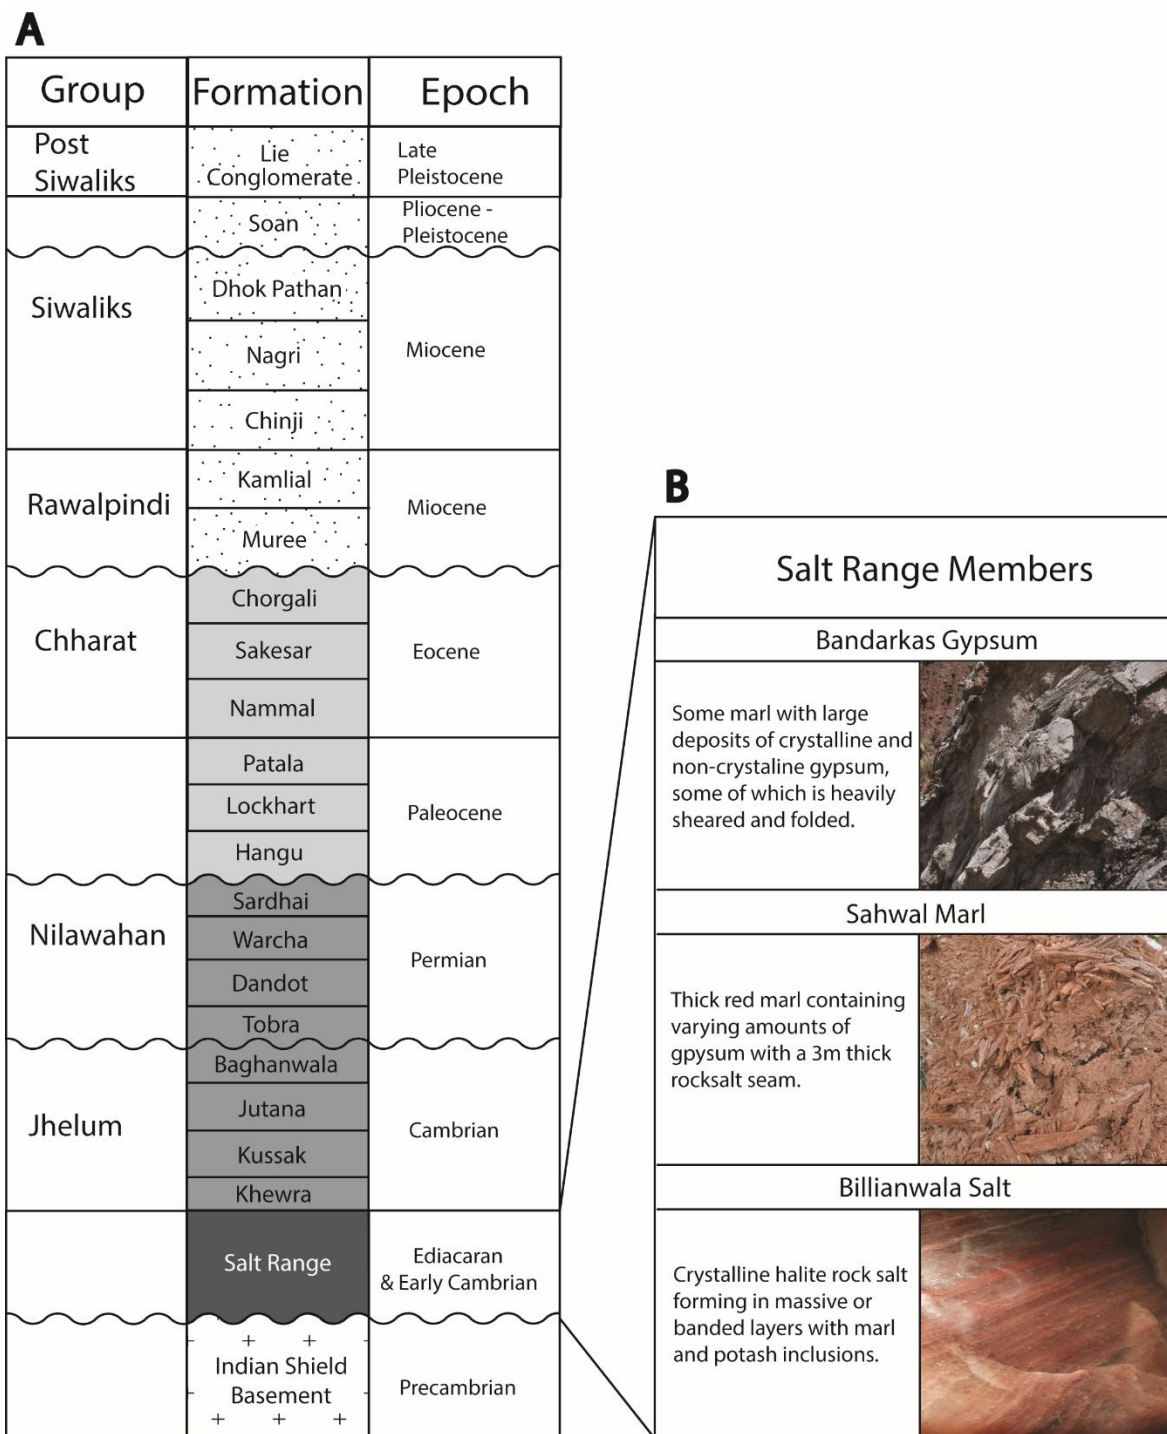 A
Group
Formation
Epoch
Post
Siwaliks
Lie
Conglomerate
Late
Pleistocene
Soan
Pliocene -
Pleistocene
Siwaliks
Dhok Pathan
Nagri
Chinji
Miocene
Rawalpindi
Kamlial
Muree
Miocene
Chharat
Chorgali
Sakesar
Nammal
Eocene
Patala
Lockhart
Hangu
Paleocene
Nilawahan
Sardhai
Warcha
Dandot
Tobra
Permian
Jhelum
Baghanwala
Jutana
Kussak
Khewra
Cambrian
Salt Range
Ediacaran
& Early Cambrian
Indian Shield
Basement
Precambrian
B
Salt Range Members
Bandarkas Gypsum
Some marl with large
deposits of crystalline and
non-crystaline gypsum,
some of which is heavily
sheared and folded.
Sahwal Marl
Thick red marl containing
varying amounts of
gpysum with a 3m thick
rocksalt seam.
Billianwala Salt
Crystalline halite rock salt
forming in massive or
banded layers with marl
and potash inclusions.